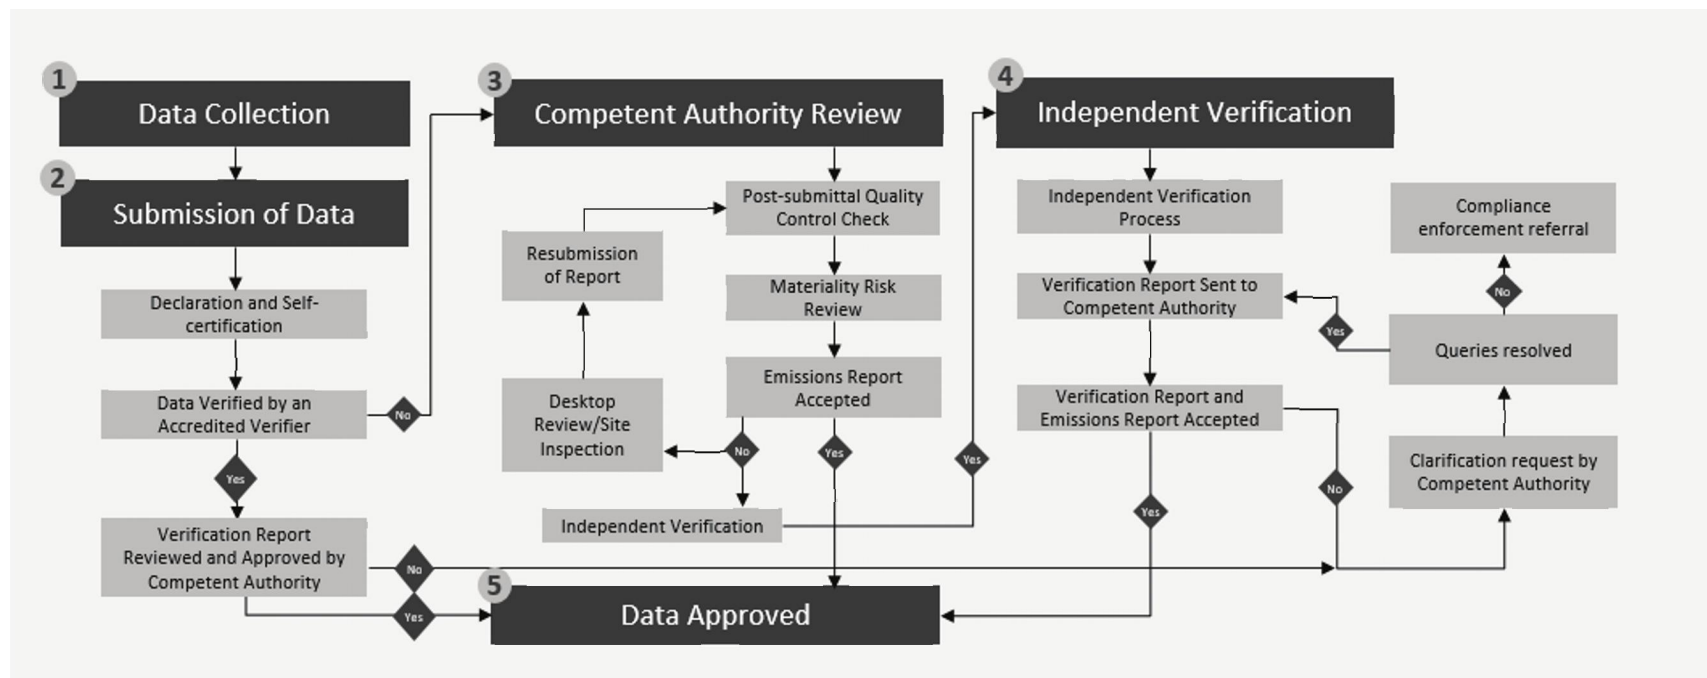 1
Data Collection
2
Submission of Data
Declaration and Self-
certification
Data Verified by an
Accredited Verifier
No
Yes
Verification Report
Reviewed and Approved by
Competent Authority
No
Yes
3
Competent Authority Review
Post-submittal Quality
Control Check
Resubmission
of Report
Materiality Risk
Review
Emissions Report
Accepted
Desktop
Review/Site
Inspection
No
Yes
Independent Verification
Yes
4
Independent Verification
Independent Verification
Process
Verification Report Sent to
Competent Authority
Verification Report and
Emissions Report Accepted
Yes
No
Compliance
enforcement referral
No
Yes
Queries resolved
Clarification request by
Competent Authority
5
Data Approved